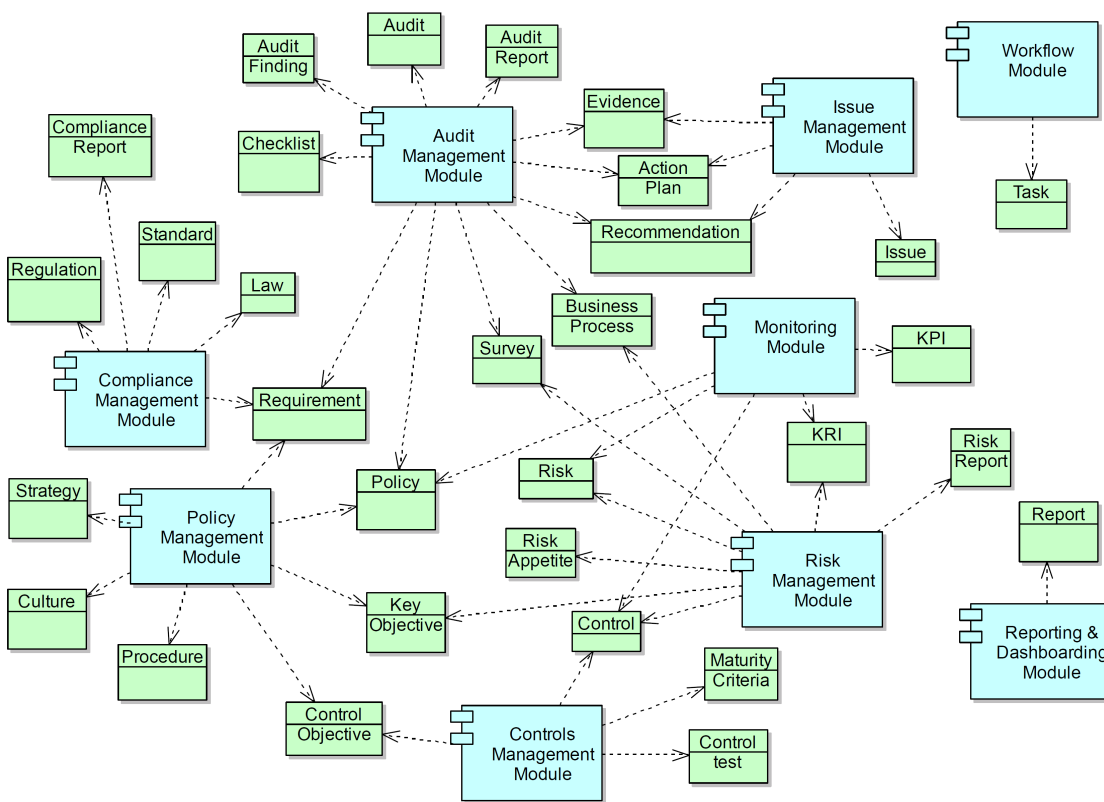 Audit
Finding
Audit
Audit
Report
Workflow
Module
Compliance
Report
Checklist
Audit
Management
Module
Evidence
Issue
Management
Module
Action
Plan
Task
Standard
Recommendation
Issue
Regulation
Law
Business
Process
Monitoring
Module
KPI
Survey
Compliance
Management
Module
Requirement
KRI
Risk
Report
Strategy
Policy
Management
Module
Policy
Risk
Report
Risk
Appetite
Risk
Management
Module
Culture
Key
Objective
Control
Reporting &
Dashboarding
Module
Procedure
Maturity
Criteria
Control
Objective
Controls
Management
Module
Control
test